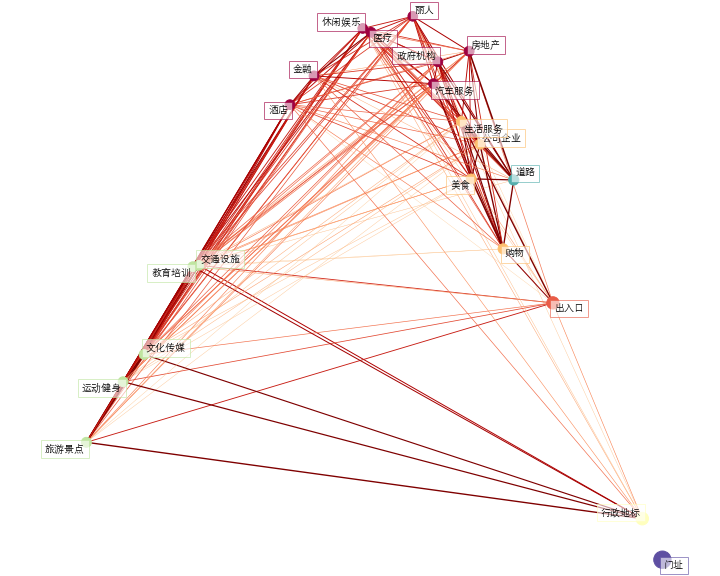 丽人
休闲娱乐
医疗
房地产
政府机构
金融
汽车服务
酒店
生活服务
公司企业
道路
美食
购物
交通设施
教育培训
出入口
文化传媒
运动健身
旅游景点
行政地标
门址